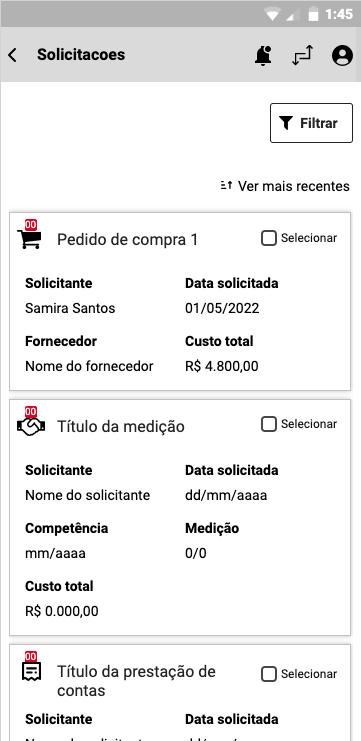 1:45
Solicitacoes
Filtrar
Ver mais recentes
00
Pedido de compra 1
Selecionar
Solicitante
Data solicitada
Samira Santos
01/05/2022
Fornecedor
Custo total
Nome do fornecedor
R$ 4.800,00
00
Título da medição
Selecionar
Solicitante
Data solicitada
Nome do solicitante
dd/mm/aaaa
Competência
Medição
mm/aaaa
0/0
Custo total
R$ 0.000,00
00
Título da prestação de
contas
Selecionar
Solicitante
Data solicitada